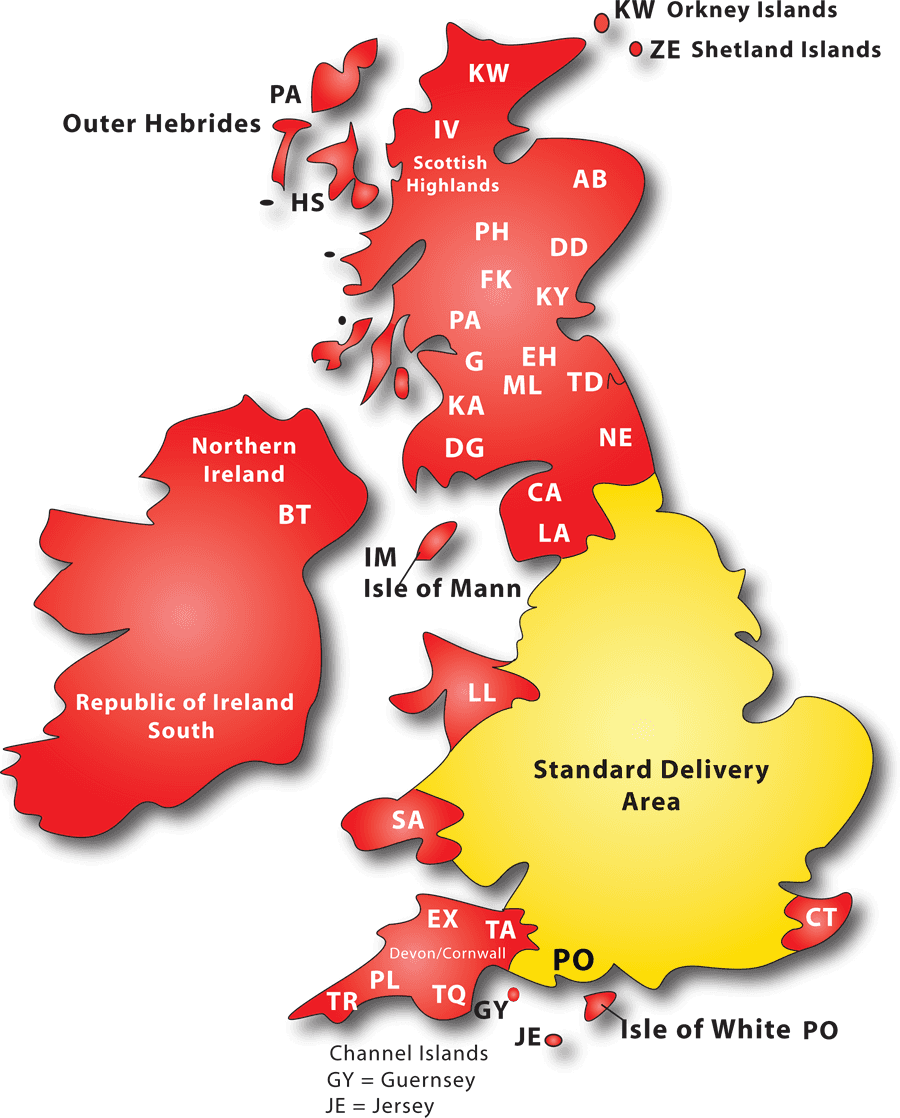 KW Orkney Islands
ZE Shetland Islands
KW
PA
Outer Hebrides
IV
Scottish
Highlands
AB
HS
PH
DD
FK
KY
PA
G
EH
ML
TD
KA
DG
NE
Northern
Ireland
BT
CA
LA
IM
Isle of Mann
LL
Republic of Ireland
South
Standard Delivery
Area
SA
EX
TA
CT
Devon/Cornwall
PO
PL
TR
TQ
GY
JE
Isle of White PO
Channel Islands
GY = Guernsey
JE = Jersey